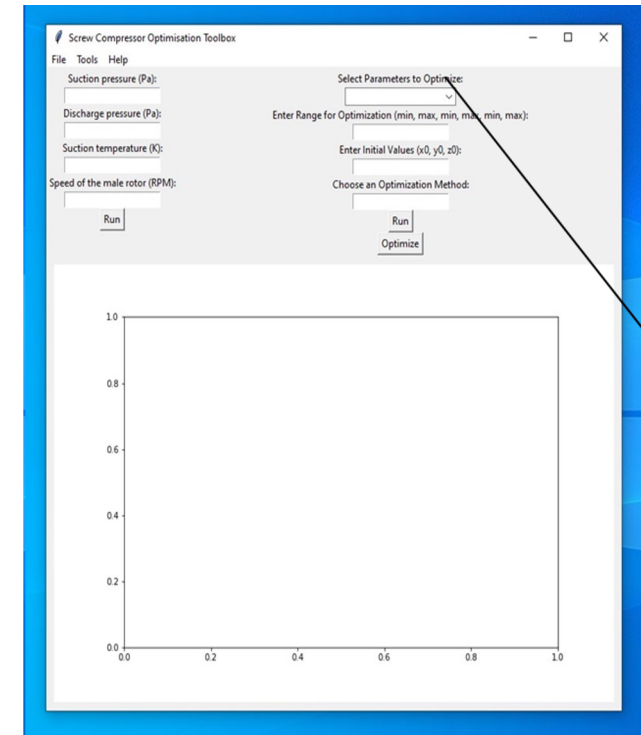 Screw Compressor Optimisation Toolbox
File Tools Help
Suction pressure (Pa):
Discharge pressure (Pa):
Suction temperature (K):
Speed of the male rotor (RPM):
Run
Select Parameters to Optimize:
Enter Range for Optimization (min, max, min, max, min, max):
Enter Initial Values (x0, y0, z0):
Choose an Optimization Method:
Run
Optimize
1.0
0.8
0.6
0.4
0.2
0.0
0.0 0.2 0.4 0.6 0.8 1.0